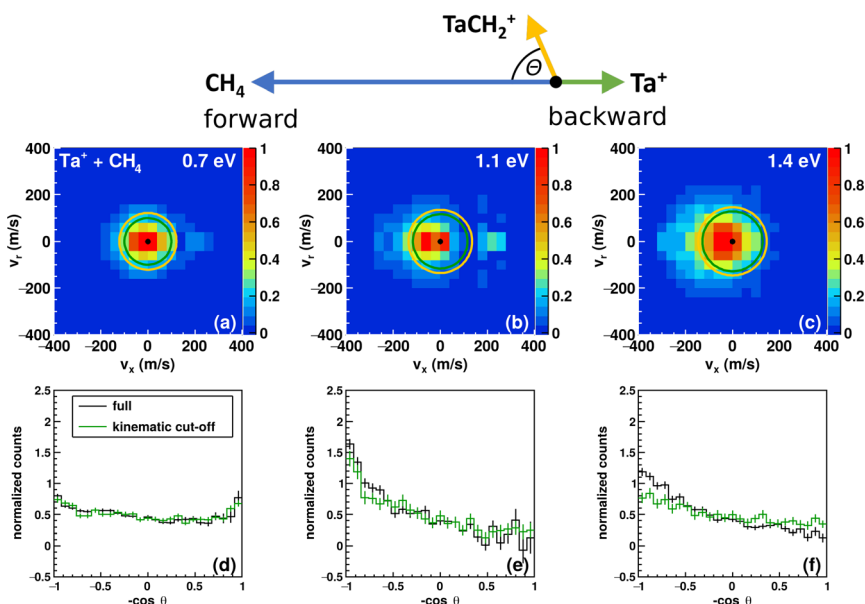 TaCH₂⁺
Θ
CH₄
Ta⁺
forward
backward
Ta⁺ + CH₄ 0.7 eV
1.1 eV
1.4 eV
400
200
0
−200
−400
v_r (m/s)
−400 −200 0 200 400
v_x (m/s)
(a)
1
0.8
0.6
0.4
0.2
0
400
200
0
−200
−400
v_r (m/s)
−400 −200 0 200 400
v_x (m/s)
(b)
1
0.8
0.6
0.4
0.2
0
400
200
0
−200
−400
v_r (m/s)
−400 −200 0 200 400
v_x (m/s)
(c)
1
0.8
0.6
0.4
0.2
0
2.5
2
1.5
1
0.5
0
−0.5
normalized counts
full
kinematic cut-off
(d)
−1 −0.5 0 0.5 1
-cos θ
2.5
2
1.5
1
0.5
0
−0.5
normalized counts
(e)
−1 −0.5 0 0.5 1
-cos θ
2.5
2
1.5
1
0.5
0
−0.5
normalized counts
(f)
−1 −0.5 0 0.5 1
-cos θ